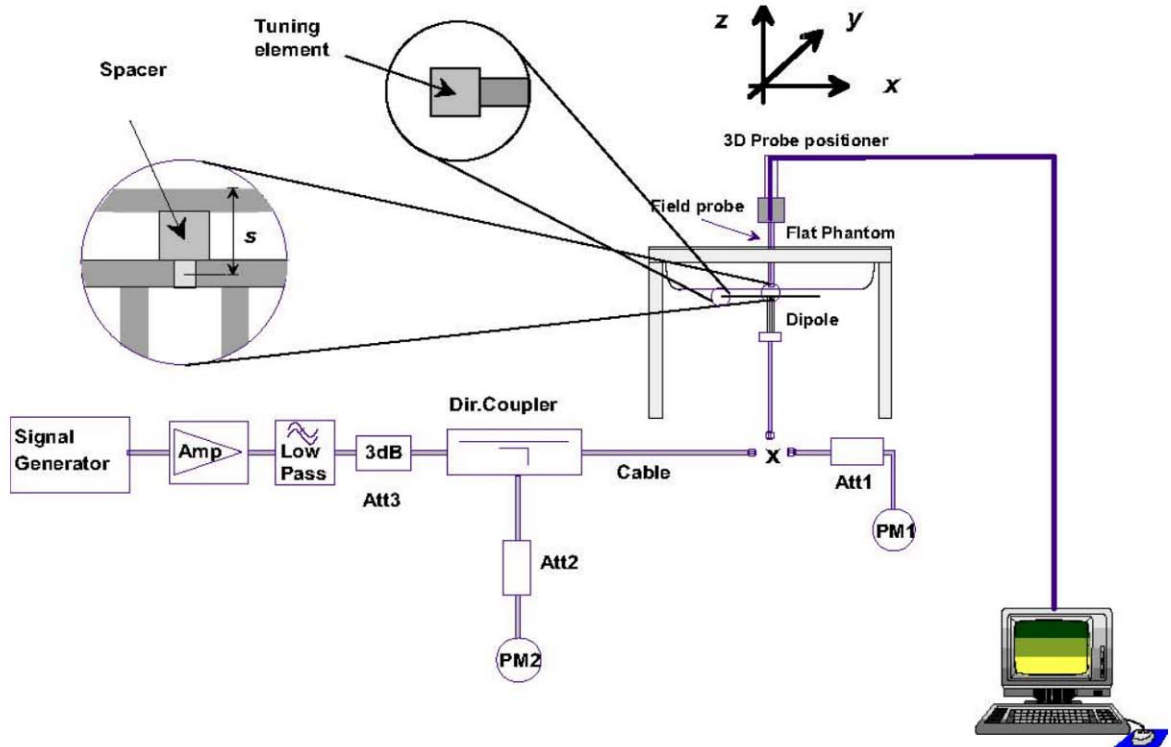 Tuning
element
Spacer
s
z
y
x
3D Probe positioner
Field probe
Flat Phantom
Dipole
Dir.Coupler
Signal
Generator
Amp
Low
Pass
3dB
Att3
Cable
x
Att1
PM1
Att2
PM2